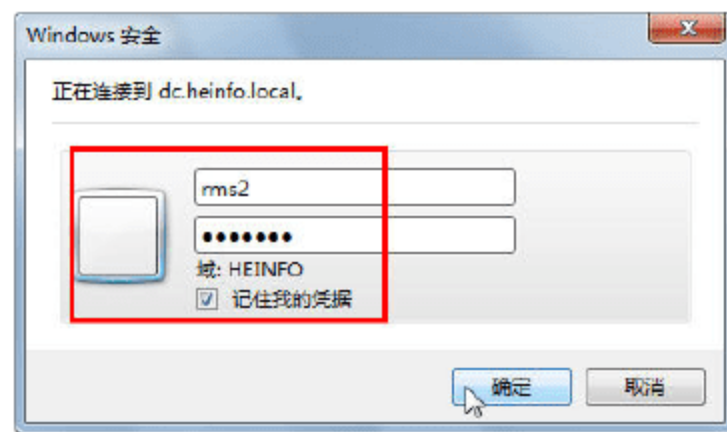 Windows 安全
正在连接到 dc.heinfo.local。
rms2
●●●●●●●
域: HEINFO
记住我的凭据
确定
取消